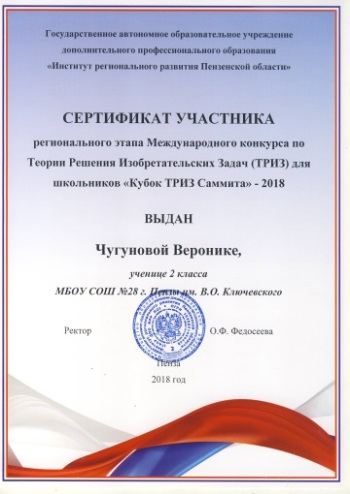 Государственное автономное образовательное учреждение
дополнительного профессионального образования
«Институт регионального развития Пензенской области»
СЕРТИФИКАТ УЧАСТНИКА
регионального этапа Международного конкурса по
Теории Решения Изобретательских Задач (ТРИЗ) для
школьников «Кубок ТРИЗ Саммита» - 2018
ВЫДАН
Чугуновой Веронике,
ученице 2 класса
МБОУ СОШ №28 г. Пензы им. В.О. Ключевского
Ректор О.Ф. Федосеева
Пенза
2018 год